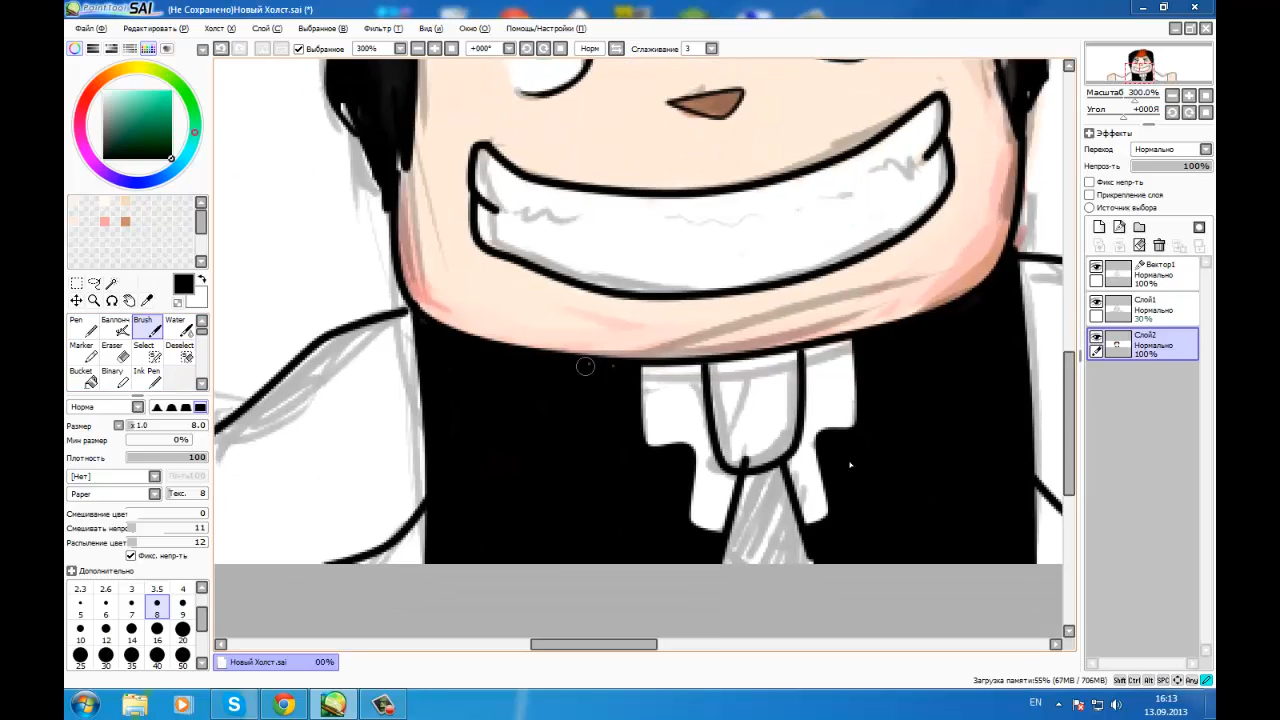 PaintTool SAI (Не Сохранено)Новый Холст.sai (*)
Файл (Ф) Редактировать (Р) Холст (Х) Слой (С) Выбранное (В) Фильтр (Т) Вид (и) Окно (О) Помощь/Настройки (П)
Выбранное 300% +000° Норм Сглаживание 3
Масштаб 300.0%
Угол +000Я
Эффекты
Переход Нормально
Непроз-ть 100%
Фикс непр-ть
Прикрепление слоя
Источник выбора
Вектор1
Нормально
100%
Слой1
Нормально
30%
Слой2
Нормально
100%
Pen Баллонч Brush Water
Marker Eraser Select Deselect
Bucket Binary Ink Pen
Норма
Размер x 1.0 8.0
Мин размер 0%
Плотность 100
[Нет]
Paper Текс. 8
Смешивание цвет 0
Смешивать непро 11
Распыление цвет 12
Фикс. непр-ть
Дополнительно
2.3 2.6 3 3.5 4
5 6 7 8 9
10 12 14 16 20
25 30 35 40 50
Новый Холст.sai 00%
Загрузка памяти:55% (67MB / 706MB) Shift Ctrl Alt SPC Any
EN 16:13
13.09.2013